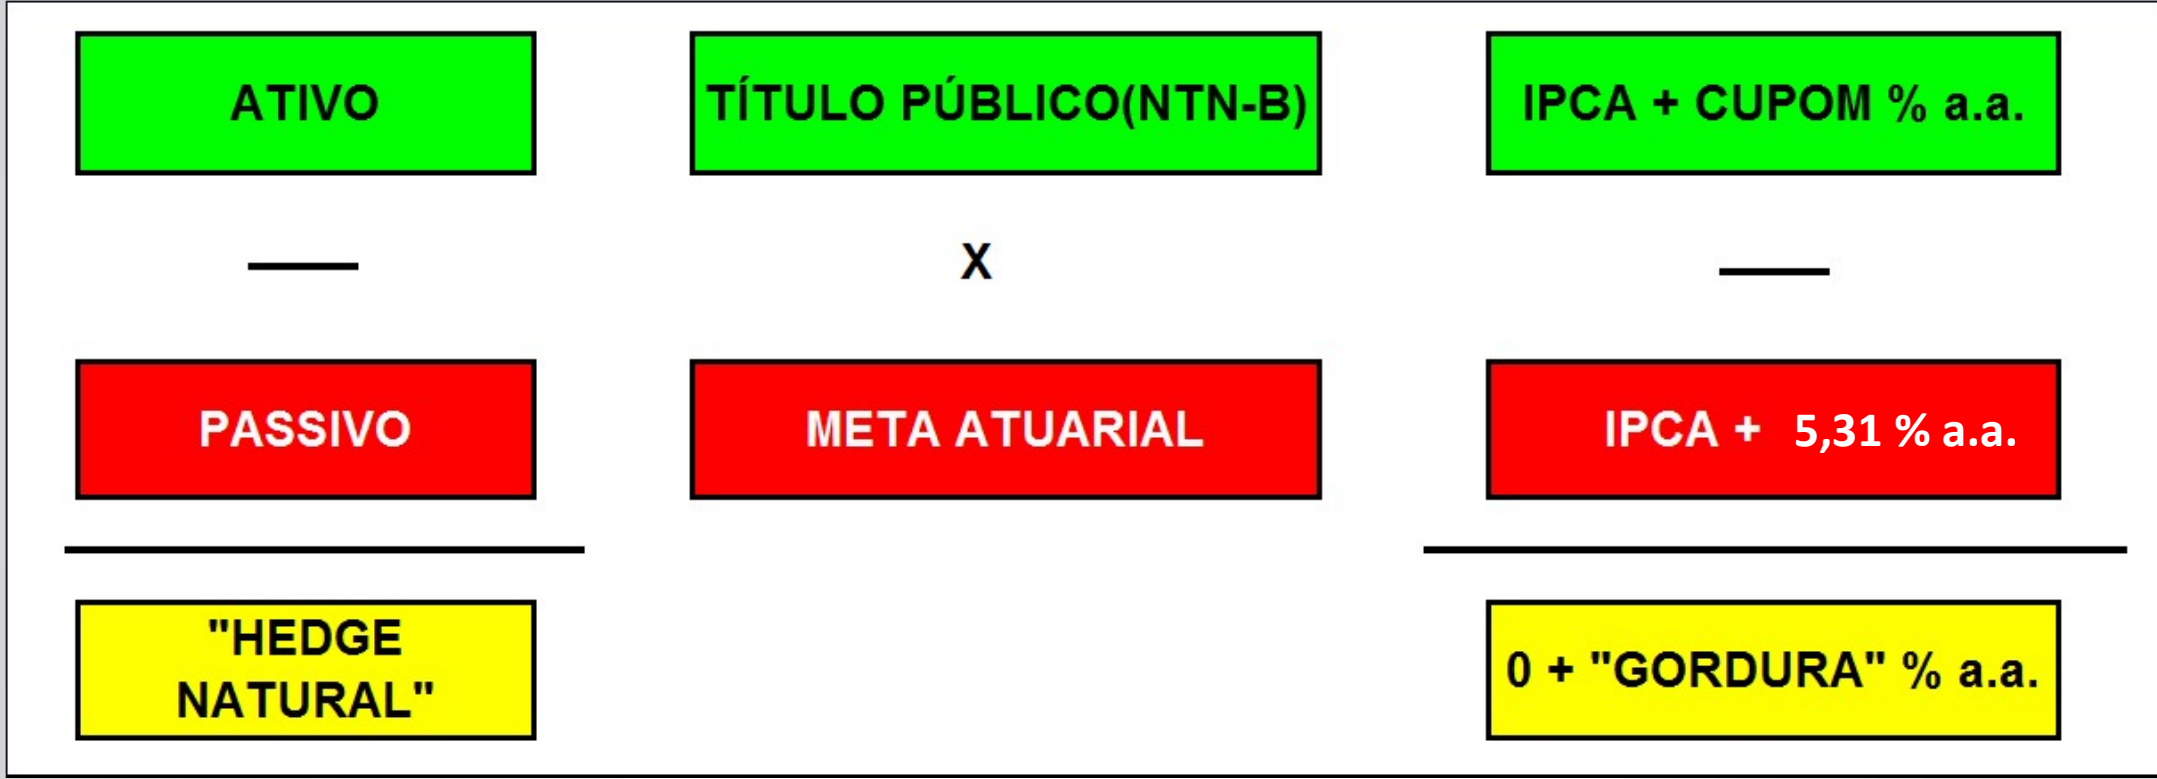 ATIVO
TÍTULO PÚBLICO(NTN-B)
IPCA + CUPOM % a.a.
X
PASSIVO
META ATUARIAL
IPCA + 5,31 % a.a.
"HEDGE
NATURAL"
0 + "GORDURA" % a.a.